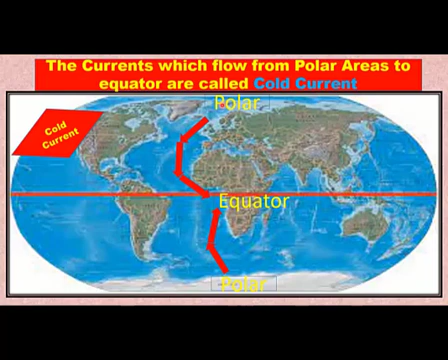 The Currents which flow from Polar Areas to
equator are called Cold Current
Polar
Cold
Current
Equator
Polar